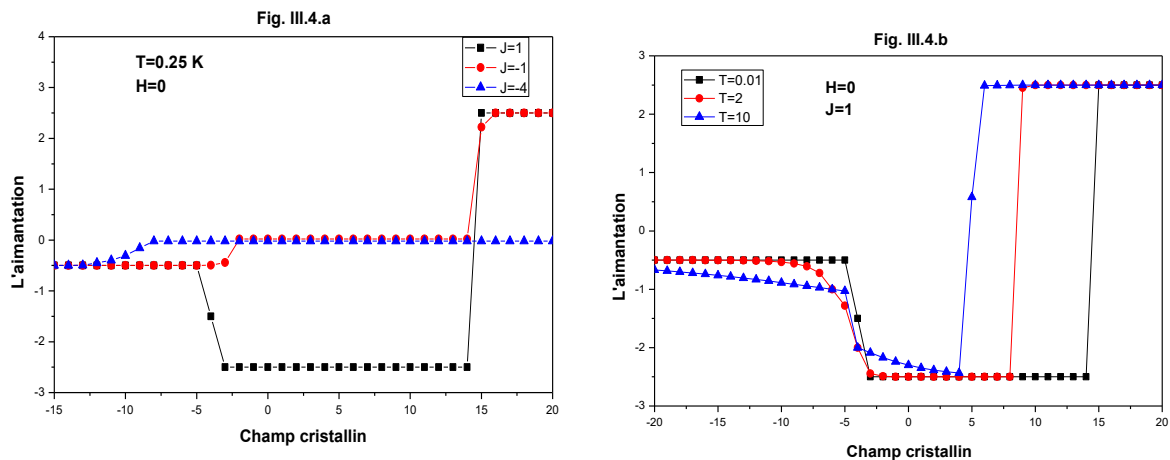 Fig. III.4.a
T=0.25 K
H=0
J=1
J=-1
J=-4
L'aimantation
4
3
2
1
0
-1
-2
-3
-15 -10 -5 0 5 10 15 20
Champ cristallin
Fig. III.4.b
T=0.01
T=2
T=10
H=0
J=1
L'aimantation
3
2
1
0
-1
-2
-3
-20 -15 -10 -5 0 5 10 15 20
Champ cristallin